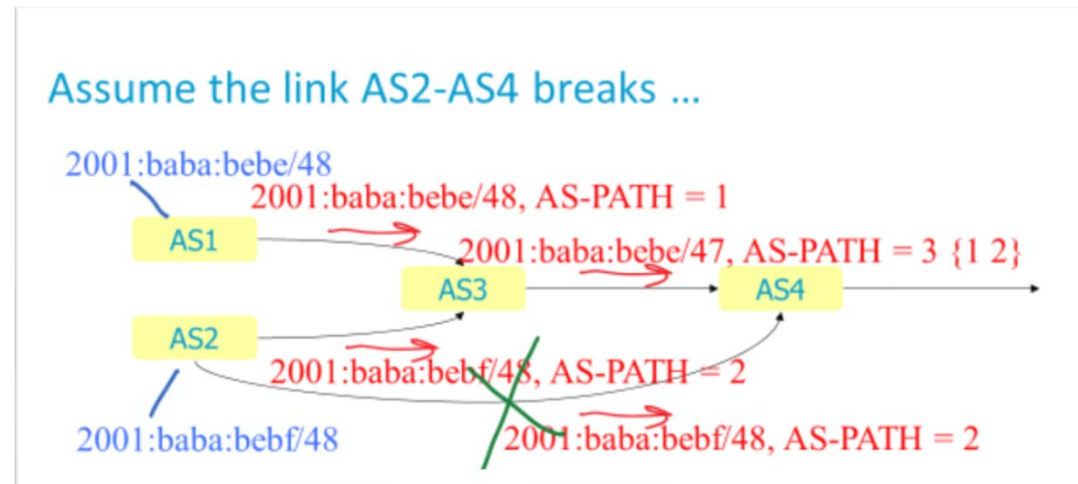 Assume the link AS2-AS4 breaks ...
2001:baba:bebe/48
2001:baba:bebe/48, AS-PATH = 1
AS1
2001:baba:bebe/47, AS-PATH = 3 {1 2}
AS3
AS4
AS2
2001:baba:bebf/48, AS-PATH = 2
2001:baba:bebf/48
2001:baba:bebf/48, AS-PATH = 2